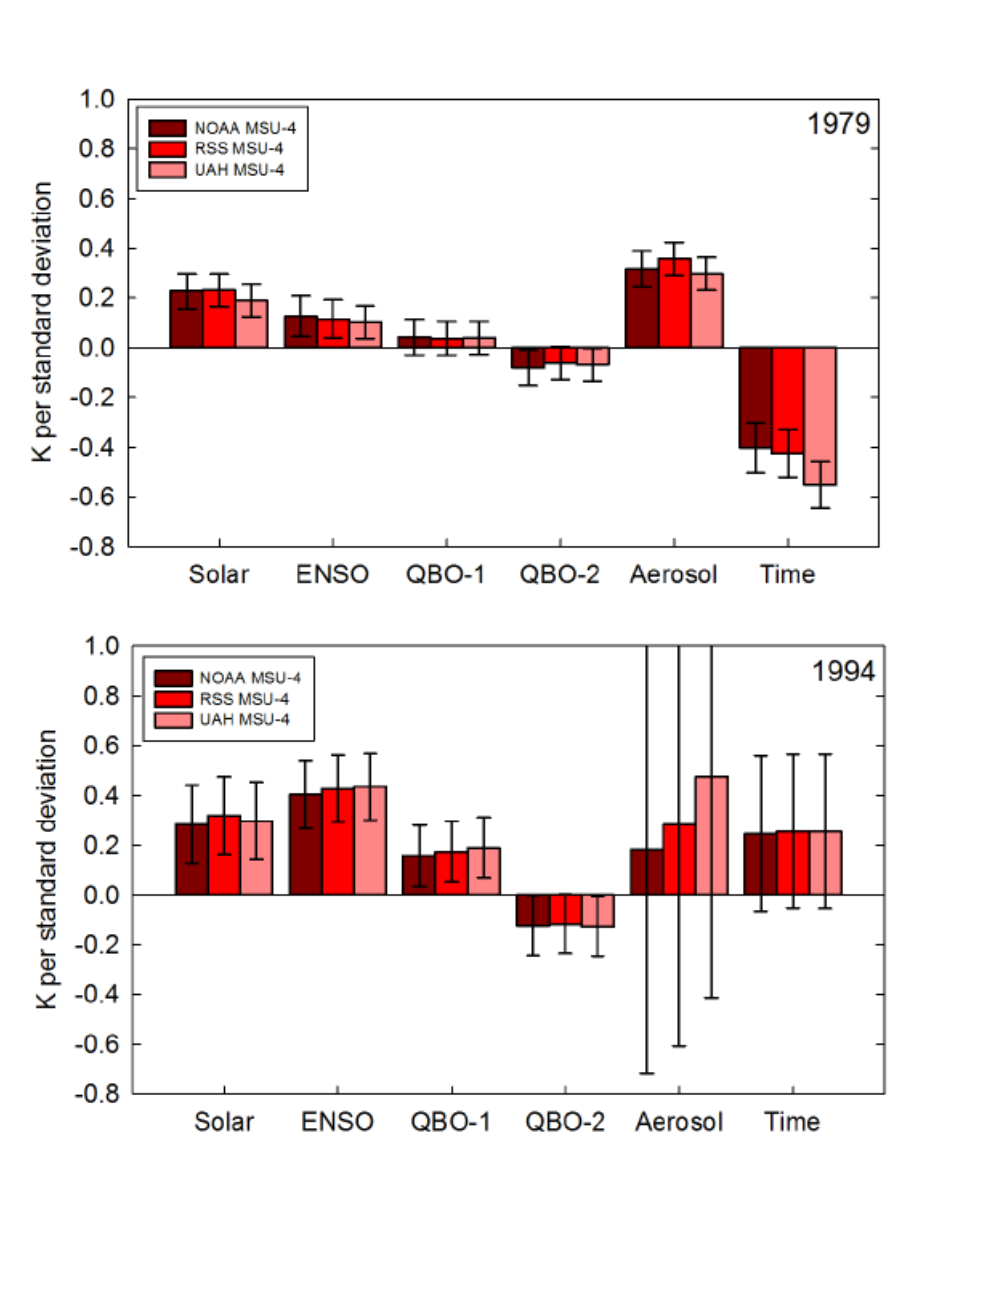 1979
NOAA MSU-4
RSS MSU-4
UAH MSU-4
K per standard deviation
1.0
0.8
0.6
0.4
0.2
0.0
-0.2
-0.4
-0.6
-0.8
Solar ENSO QBO-1 QBO-2 Aerosol Time
1994
NOAA MSU-4
RSS MSU-4
UAH MSU-4
K per standard deviation
1.0
0.8
0.6
0.4
0.2
0.0
-0.2
-0.4
-0.6
-0.8
Solar ENSO QBO-1 QBO-2 Aerosol Time